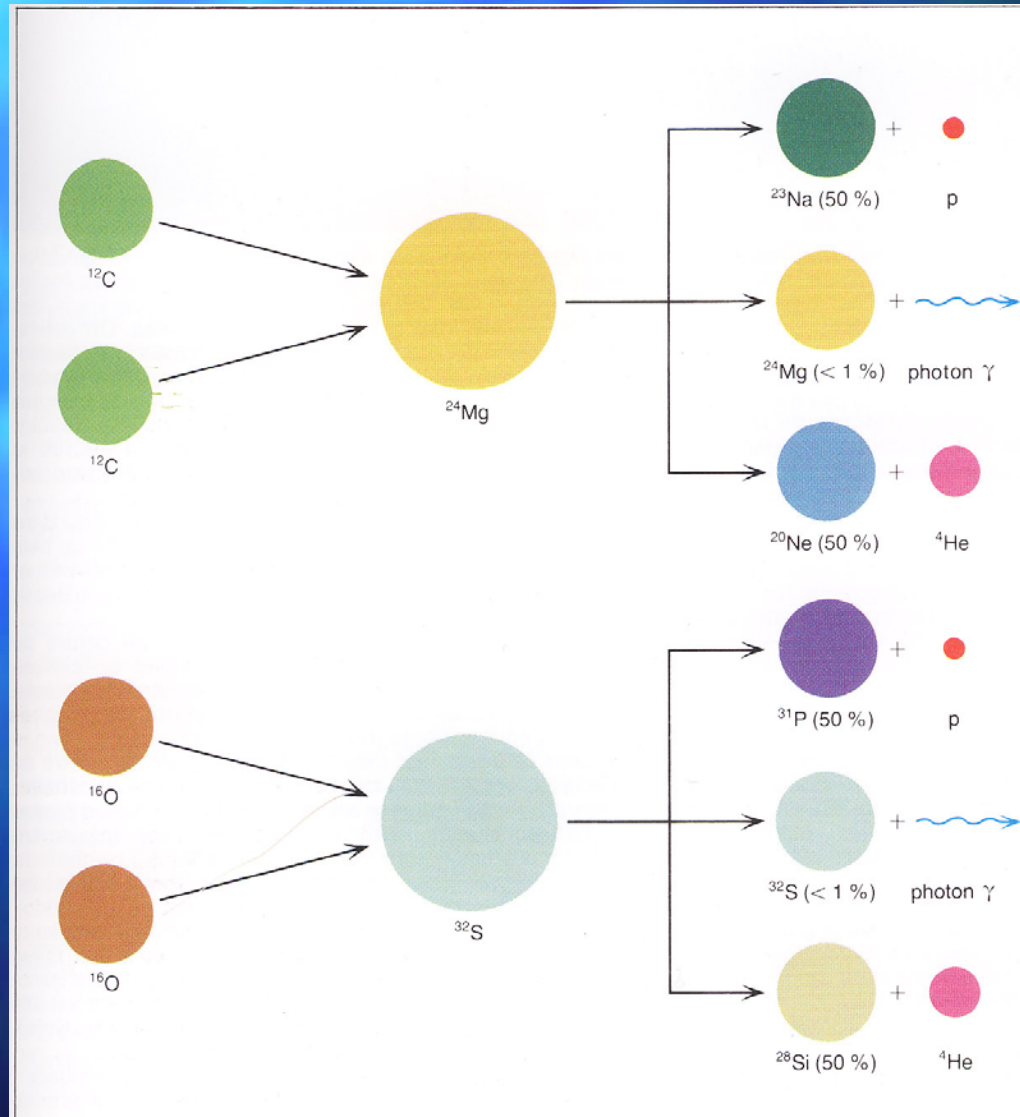 +
²³Na (50 %) p
¹²C
+
²⁴Mg (< 1 %) photon γ
²⁴Mg
¹²C
+
²⁰Ne (50 %) ⁴He
+
³¹P (50 %) p
¹⁶O
+
³²S (< 1 %) photon γ
³²S
¹⁶O
+
²⁸Si (50 %) ⁴He